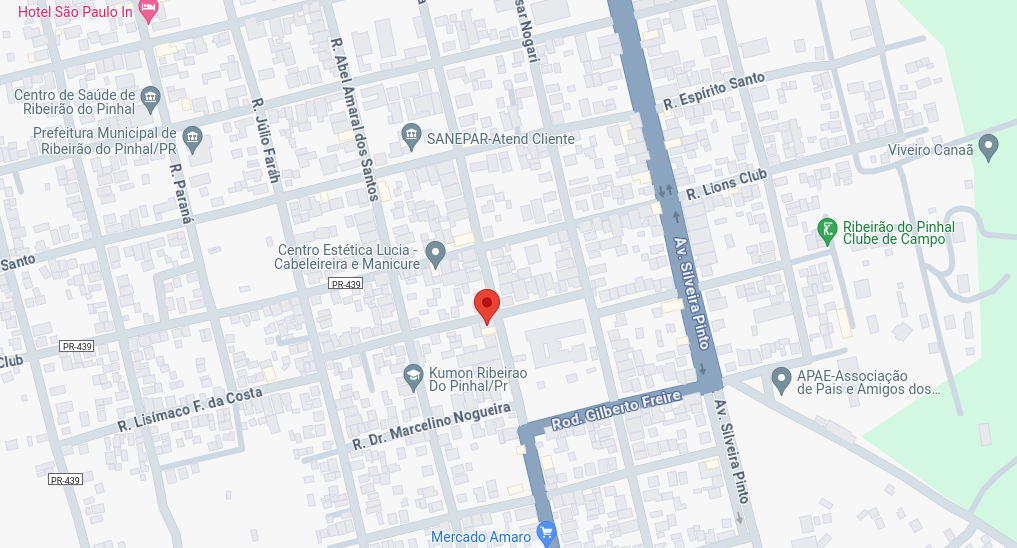 Hotel São Paulo In
sar Nogari
Centro de Saúde de
Ribeirão do Pinhal
R. Espírito Santo
R. Abel Amaral dos Santos
R. Júlio Faráh
Prefeitura Municipal de
Ribeirão do Pinhal/PR
SANEPAR-Atend Cliente
Viveiro Canaã
R. Paraná
R. Lions Club
Ribeirão do Pinhal
Clube de Campo
Centro Estética Lucia -
Cabeleireira e Manicure
Santo
Av. Silveira Pinto
PR-439
PR-439
Club
Kumon Ribeirao
Do Pinhal/Pr
APAE-Associação
de Pais e Amigos dos...
R. Lisímaco F. da Costa
R. Dr. Marcelino Nogueira
Rod. Gilberto Freire
Av. Silveira Pinto
PR-439
Mercado Amaro